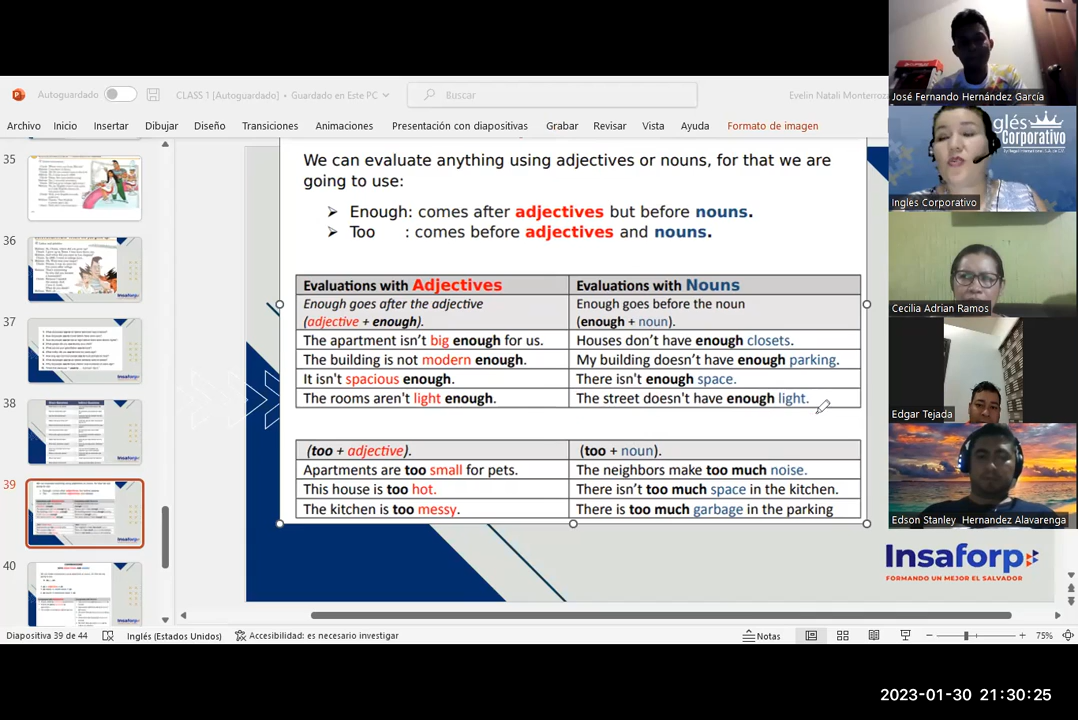 José Fernando Hernández García
glés
Corporativo
Ingles Corporativo
Cecilia Adrian Ramos
Edgar Tejada
Edson Stanley Hernandez Alavarenga
Autoguardado
CLASS 1 [Autoguardado] • Guardado en Este PC
Buscar
Evelin Natali Monterroz
Archivo Inicio Insertar Dibujar Diseño Transiciones Animaciones Presentación con diapositivas Grabar Revisar Vista Ayuda Formato de imagen
35
36
37
38
39
40
We can evaluate anything using adjectives or nouns, for that we are
going to use:
➢ Enough: comes after adjectives but before nouns.
➢ Too : comes before adjectives and nouns.
Evaluations with Adjectives Evaluations with Nouns
Enough goes after the adjective Enough goes before the noun
(adjective + enough). (enough + noun).
The apartment isn't big enough for us. Houses don't have enough closets.
The building is not modern enough. My building doesn't have enough parking.
It isn't spacious enough. There isn't enough space.
The rooms aren't light enough. The street doesn't have enough light.
(too + adjective). (too + noun).
Apartments are too small for pets. The neighbors make too much noise.
This house is too hot. There isn't too much space in the kitchen.
The kitchen is too messy. There is too much garbage in the parking
Insaforp
FORMANDO UN MEJOR EL SALVADOR
Diapositiva 39 de 44 Inglés (Estados Unidos) Accesibilidad: es necesario investigar Notas 75%
2023-01-30 21:30:25